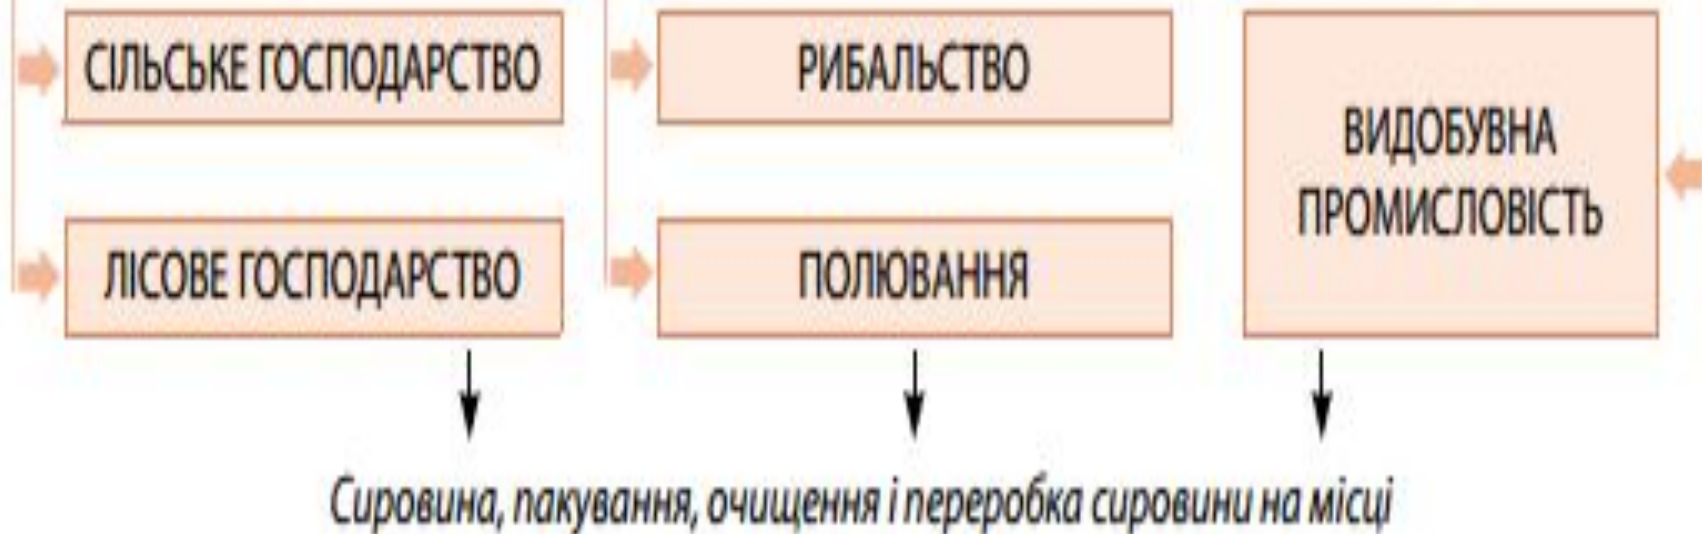 СІЛЬСЬКЕ ГОСПОДАРСТВО
РИБАЛЬСТВО
ВИДОБУВНА
ПРОМИСЛОВІСТЬ
ЛІСОВЕ ГОСПОДАРСТВО
ПОЛЮВАННЯ
Сировина, пакування, очищення і переробка сировини на місці